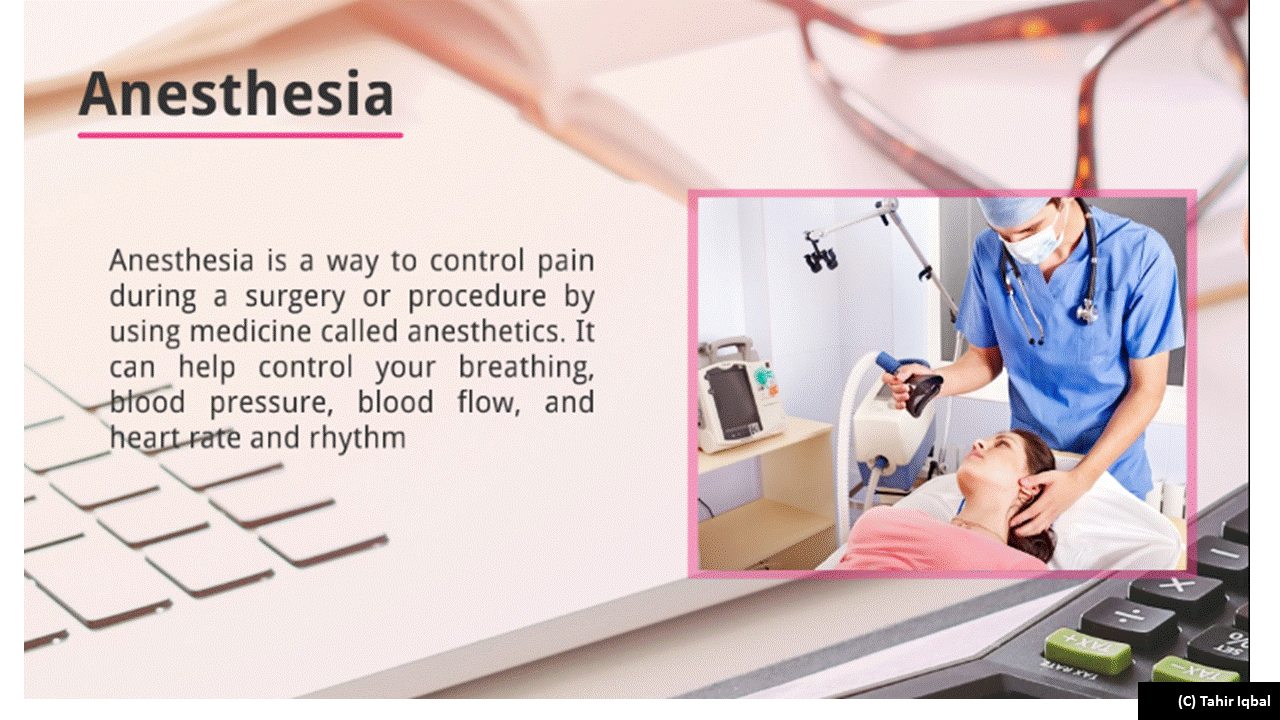 Anesthesia
Anesthesia is a way to control pain
during a surgery or procedure by
using medicine called anesthetics. It
can help control your breathing,
blood pressure, blood flow, and
heart rate and rhythm
TAX+
TAX RATE
TAX−
SET
%
(C) Tahir Iqbal